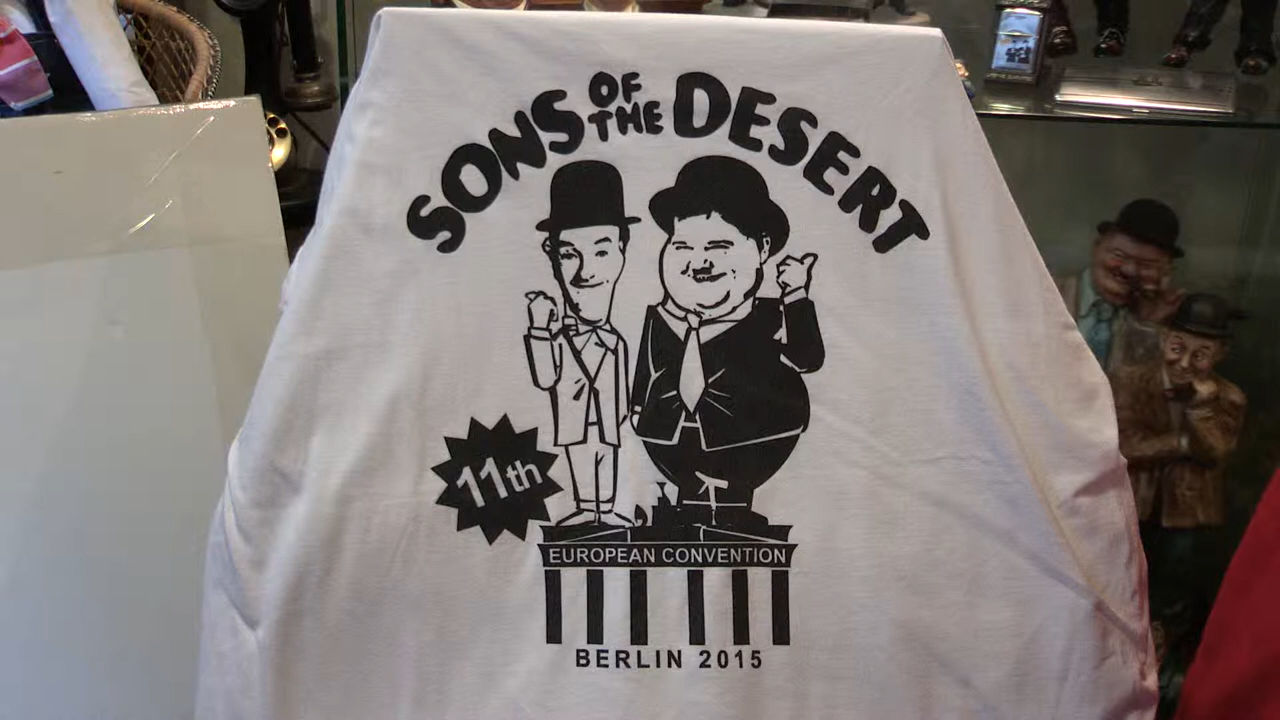 SONS OF THE DESERT
11th
EUROPEAN CONVENTION
BERLIN 2015